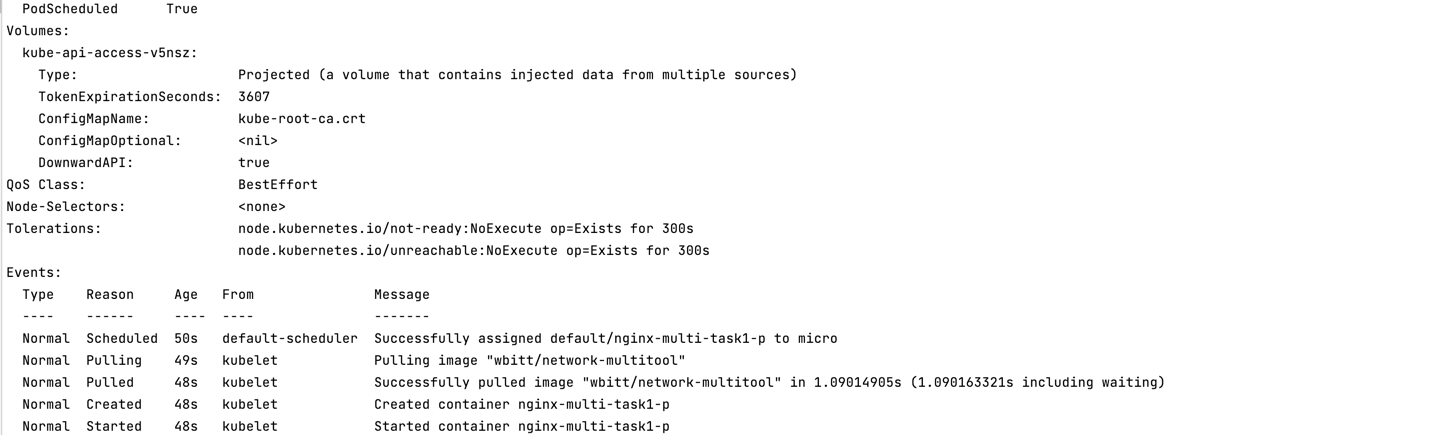 PodScheduled      True
Volumes:
  kube-api-access-v5nsz:
    Type:                    Projected (a volume that contains injected data from multiple sources)
    TokenExpirationSeconds:  3607
    ConfigMapName:           kube-root-ca.crt
    ConfigMapOptional:       <nil>
    DownwardAPI:             true
QoS Class:                   BestEffort
Node-Selectors:              <none>
Tolerations:                 node.kubernetes.io/not-ready:NoExecute op=Exists for 300s
                             node.kubernetes.io/unreachable:NoExecute op=Exists for 300s
Events:
  Type    Reason     Age   From               Message
  ----    ------     ----  ----               -------
  Normal  Scheduled  50s   default-scheduler  Successfully assigned default/nginx-multi-task1-p to micro
  Normal  Pulling    49s   kubelet            Pulling image "wbitt/network-multitool"
  Normal  Pulled     48s   kubelet            Successfully pulled image "wbitt/network-multitool" in 1.09014905s (1.090163321s including waiting)
  Normal  Created    48s   kubelet            Created container nginx-multi-task1-p
  Normal  Started    48s   kubelet            Started container nginx-multi-task1-p